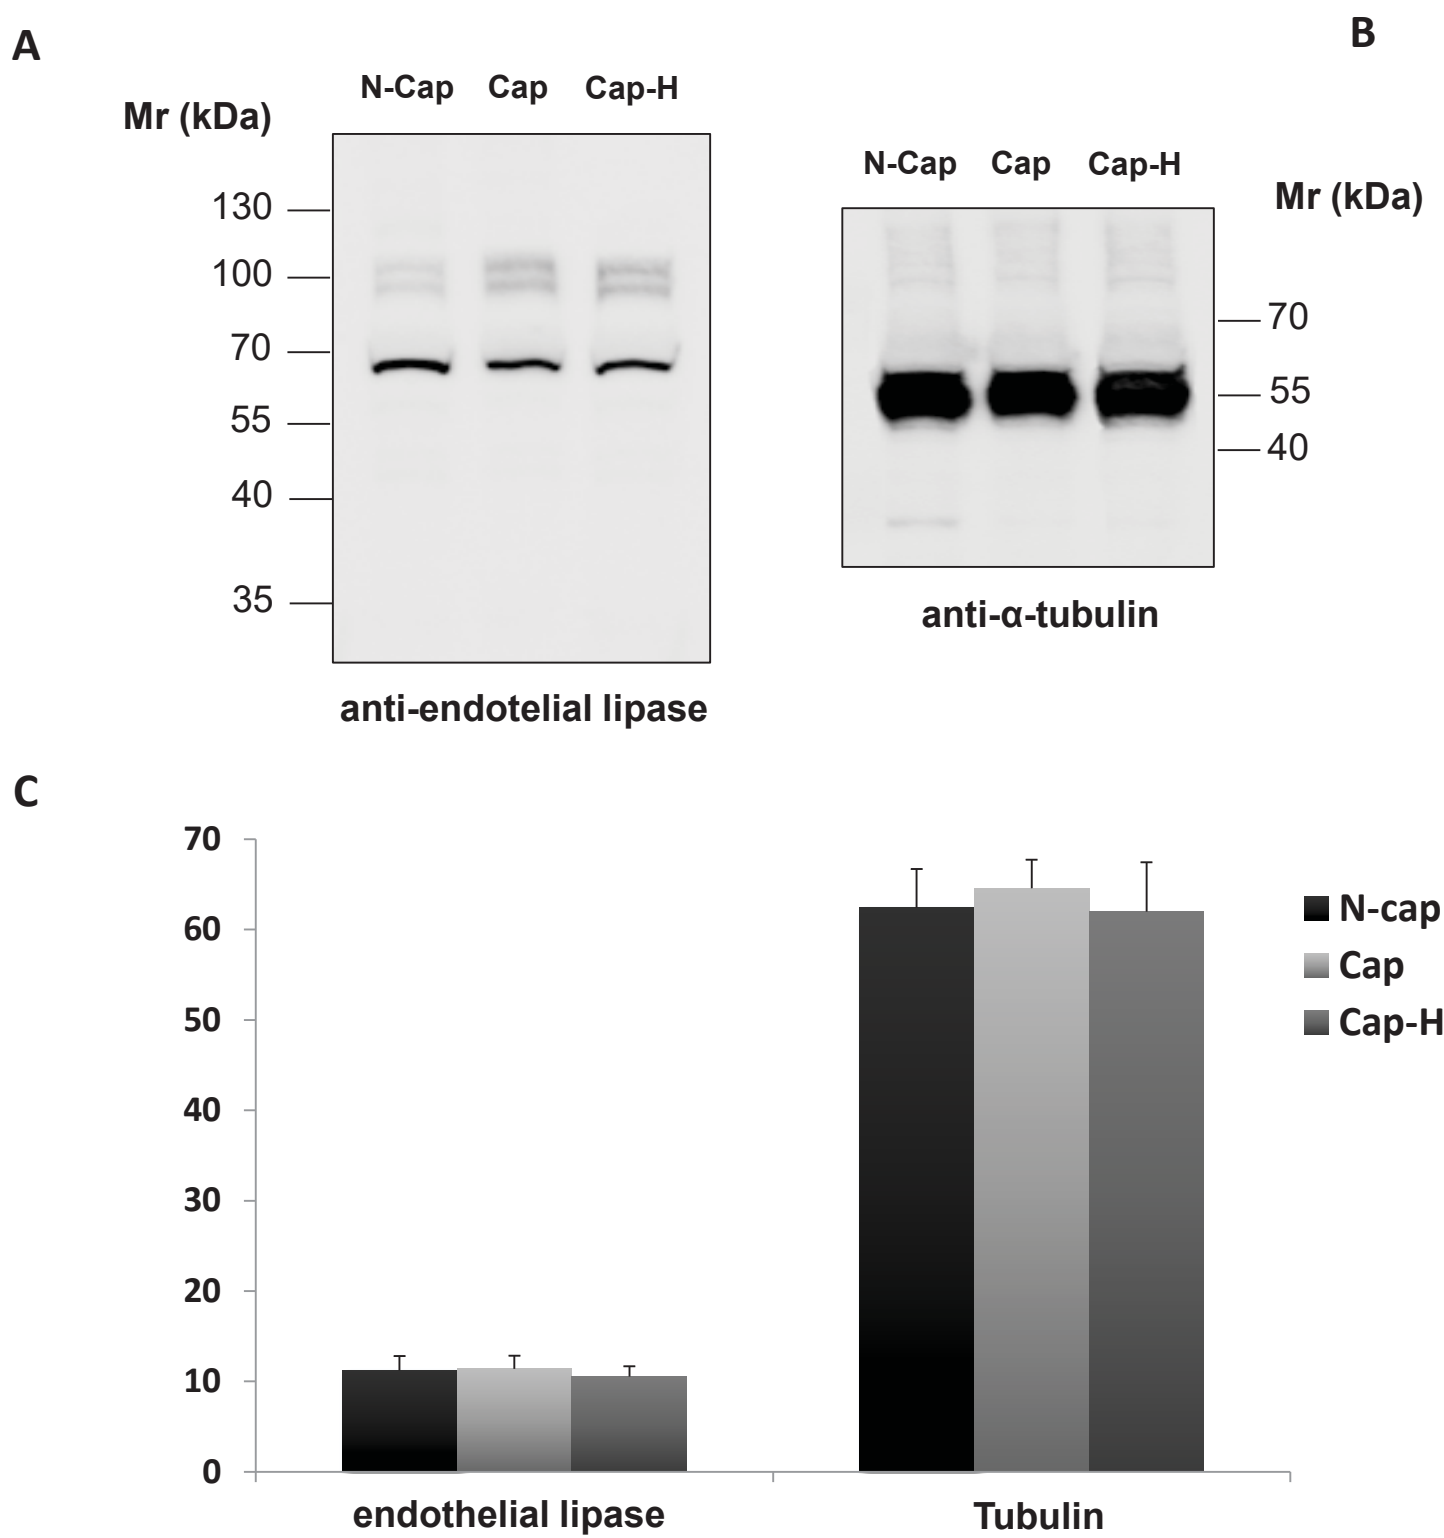 A
N-Cap Cap Cap-H
Mr (kDa)
130
100
70
55
40
35
anti-endotelial lipase
B
N-Cap Cap Cap-H
Mr (kDa)
70
55
40
anti-α-tubulin
C
70
60
50
40
30
20
10
0
endothelial lipase Tubulin
N-cap
Cap
Cap-H